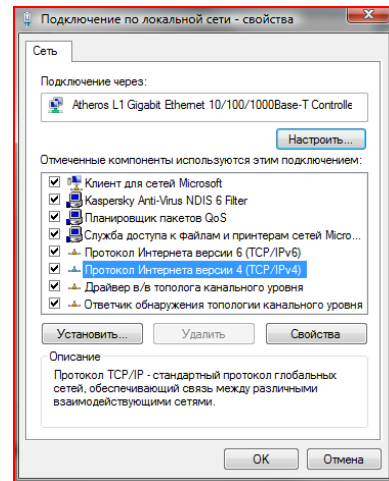 Подключение по локальной сети - свойства
Сеть
Подключение через:
Atheros L1 Gigabit Ethernet 10/100/1000Base-T Controlle
Настроить...
Отмеченные компоненты используются этим подключением:
Клиент для сетей Microsoft
Kaspersky Anti-Virus NDIS 6 Filter
Планировщик пакетов QoS
Служба доступа к файлам и принтерам сетей Micro...
Протокол Интернета версии 6 (TCP/IPv6)
Протокол Интернета версии 4 (TCP/IPv4)
Драйвер в/в тополога канального уровня
Ответчик обнаружения топологии канального уровня
Установить...
Удалить
Свойства
Описание
Протокол TCP/IP - стандартный протокол глобальных
сетей, обеспечивающий связь между различными
взаимодействующими сетями.
OK
Отмена